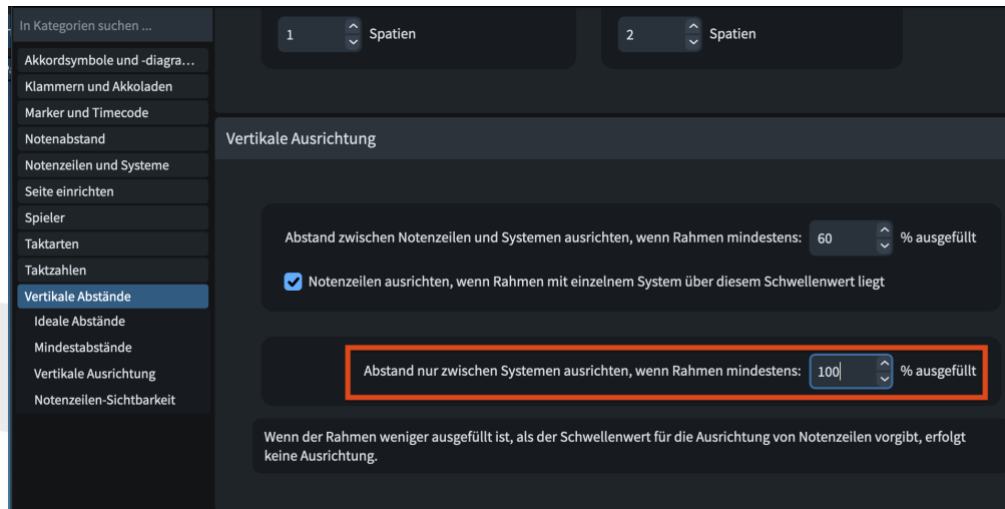 In Kategorien suchen ...
Akkordsymbole und -diagra...
Klammern und Akkoladen
Marker und Timecode
Notenabstand
Notenzeilen und Systeme
Seite einrichten
Spieler
Taktarten
Taktzahlen
Vertikale Abstände
Ideale Abstände
Mindestabstände
Vertikale Ausrichtung
Notenzeilen-Sichtbarkeit
1 Spatien
2 Spatien
Vertikale Ausrichtung
Abstand zwischen Notenzeilen und Systemen ausrichten, wenn Rahmen mindestens: 60 % ausgefüllt
Notenzeilen ausrichten, wenn Rahmen mit einzelnem System über diesem Schwellenwert liegt
Abstand nur zwischen Systemen ausrichten, wenn Rahmen mindestens: 100 % ausgefüllt
Wenn der Rahmen weniger ausgefüllt ist, als der Schwellenwert für die Ausrichtung von Notenzeilen vorgibt, erfolgt
keine Ausrichtung.